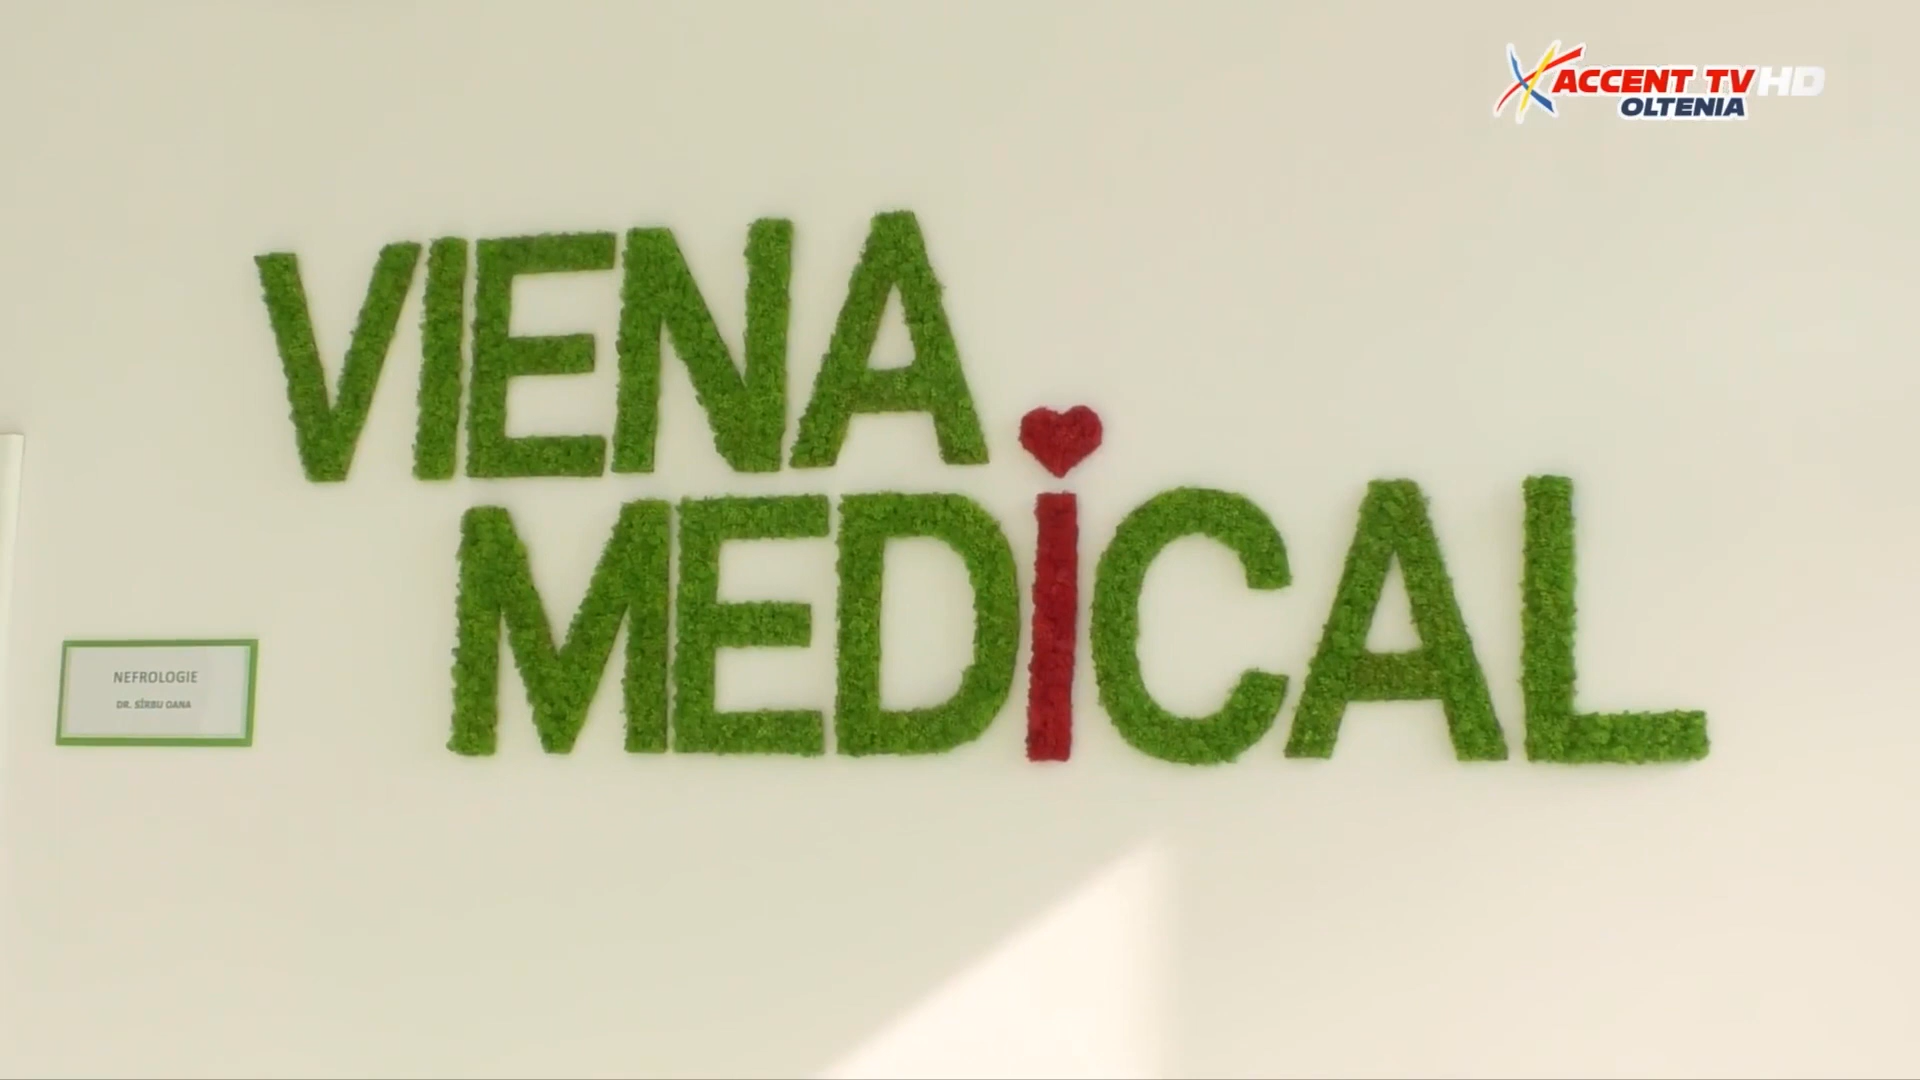 ACCENT TV HD
OLTENIA
VIENA
MEDiCAL
NEFROLOGIE
DR. SÎRBU OANA